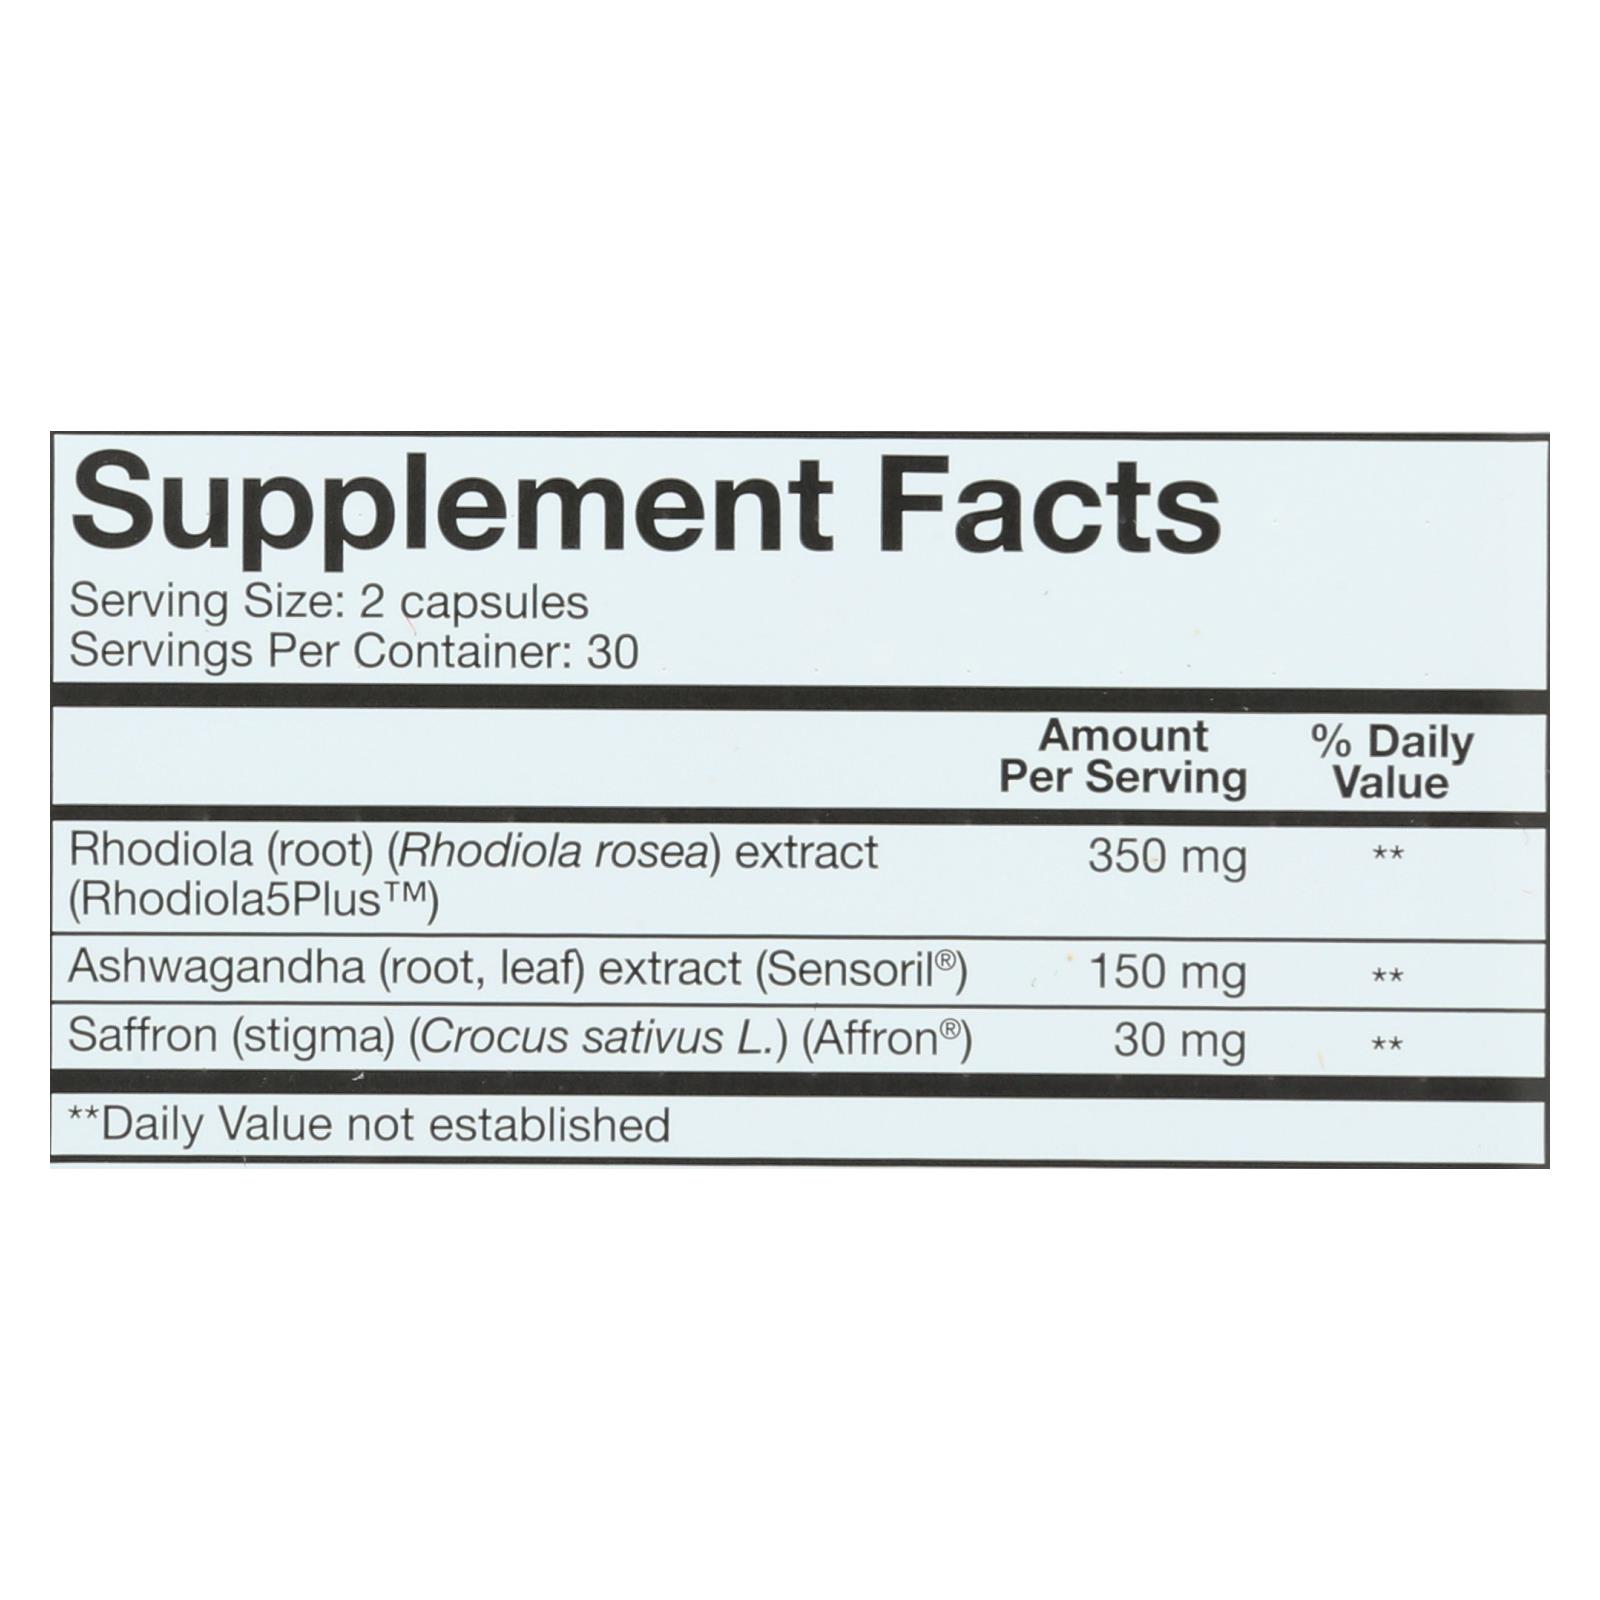 Supplement Facts
Serving Size: 2 capsules
Servings Per Container: 30
Amount
Per Serving
% Daily
Value
Rhodiola (root) (Rhodiola rosea) extract 350 mg **
(Rhodiola5Plus™)
Ashwagandha (root, leaf) extract (Sensoril®) 150 mg **
Saffron (stigma) (Crocus sativus L.) (Affron®) 30 mg **
**Daily Value not established